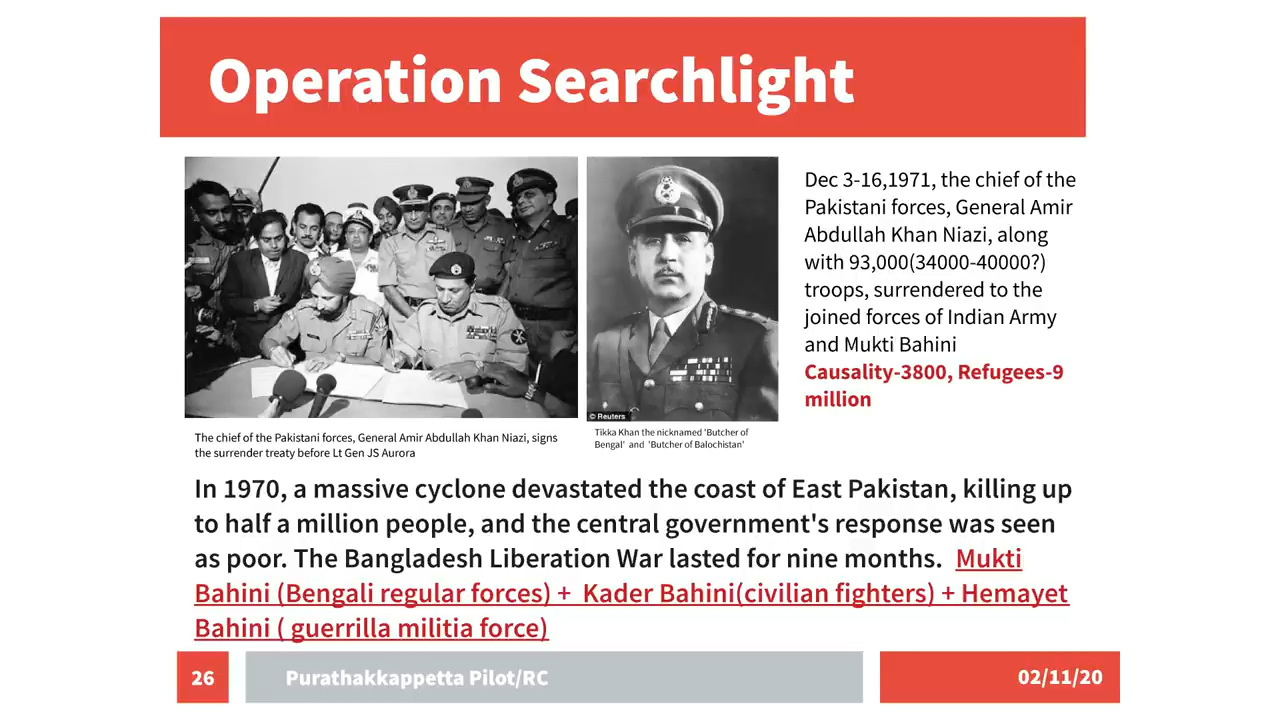 Operation Searchlight
Dec 3-16,1971, the chief of the
Pakistani forces, General Amir
Abdullah Khan Niazi, along
with 93,000(34000-40000?)
troops, surrendered to the
joined forces of Indian Army
and Mukti Bahini
Causality-3800, Refugees-9
million
© Reuters
The chief of the Pakistani forces, General Amir Abdullah Khan Niazi, signs
the surrender treaty before Lt Gen JS Aurora
Tikka Khan the nicknamed 'Butcher of
Bengal' and 'Butcher of Balochistan'
In 1970, a massive cyclone devastated the coast of East Pakistan, killing up
to half a million people, and the central government's response was seen
as poor. The Bangladesh Liberation War lasted for nine months. Mukti
Bahini (Bengali regular forces) + Kader Bahini(civilian fighters) + Hemayet
Bahini ( guerrilla militia force)
26
Purathakkappetta Pilot/RC
02/11/20